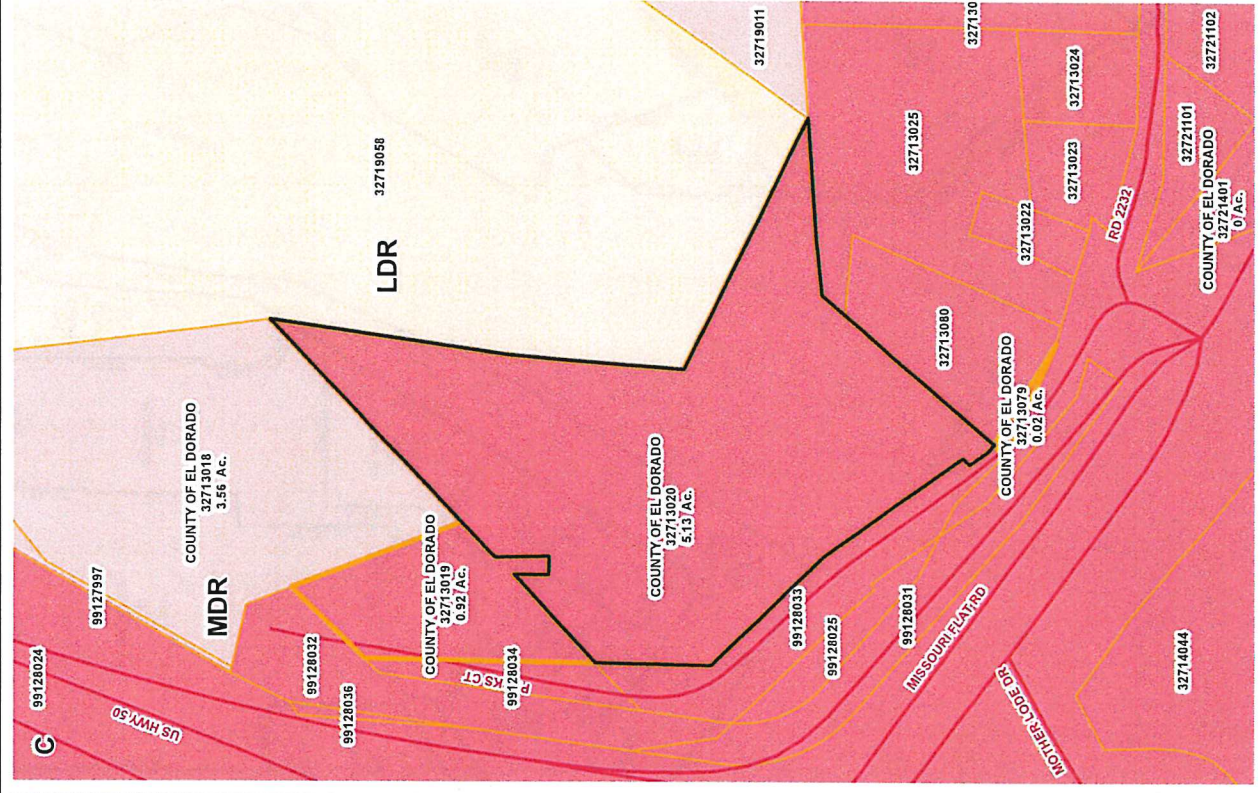 C
99128024
99127997
US HWY 50
COUNTY OF EL DORADO
32713018
3.56 Ac.
MDR
99128032
99128036
LDR
32719058
COUNTY OF EL DORADO
32713019
0.92 Ac.
P KS CT
99128034
COUNTY OF EL DORADO
32713020
5.13 Ac.
32719011
99128033
99128025
99128031
MISSOURI FLAT RD
MOTHER LODE DR
32713025
32713080
327130
COUNTY OF EL DORADO
32713079
0.02 Ac.
32713022
32713023
32713024
RD 2232
32714044
32721101
32721102
COUNTY OF EL DORADO
32721401
0 Ac.